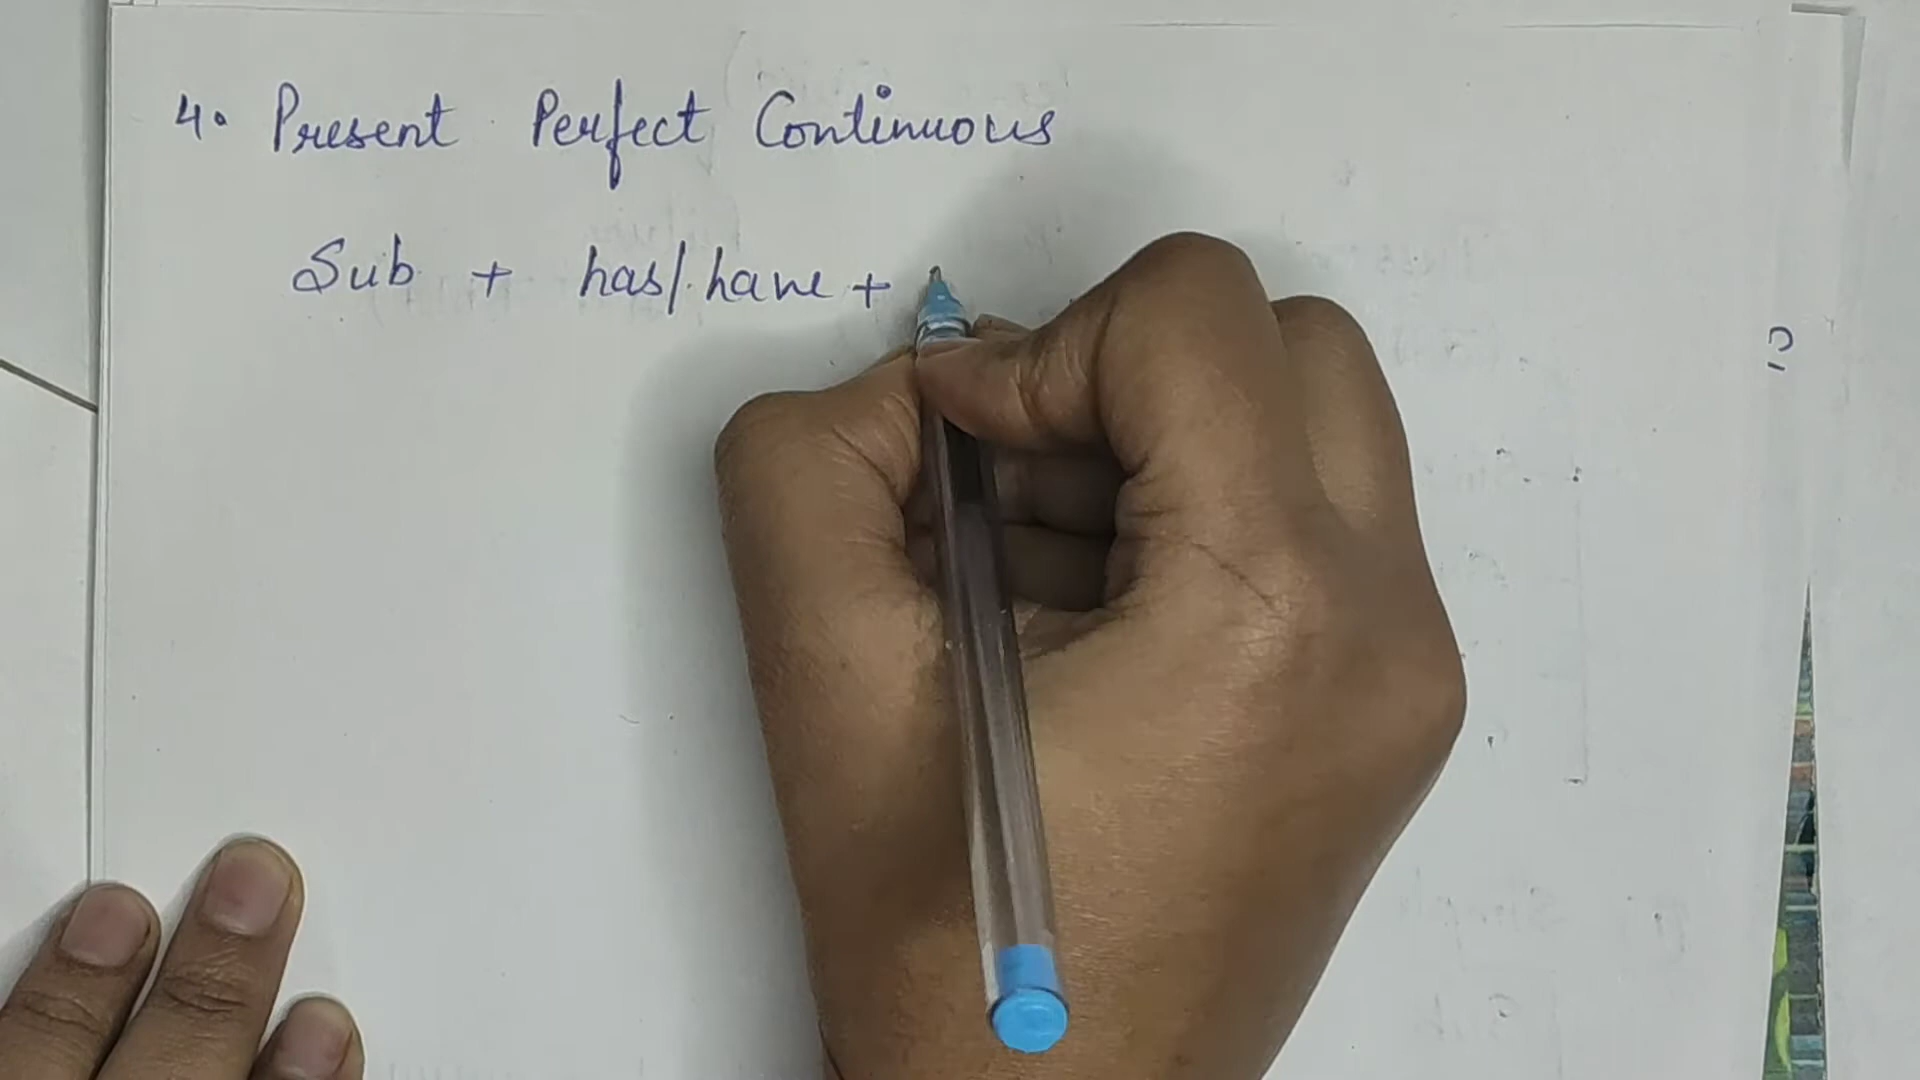 4. Present Perfect Continuous
Sub + has/have +